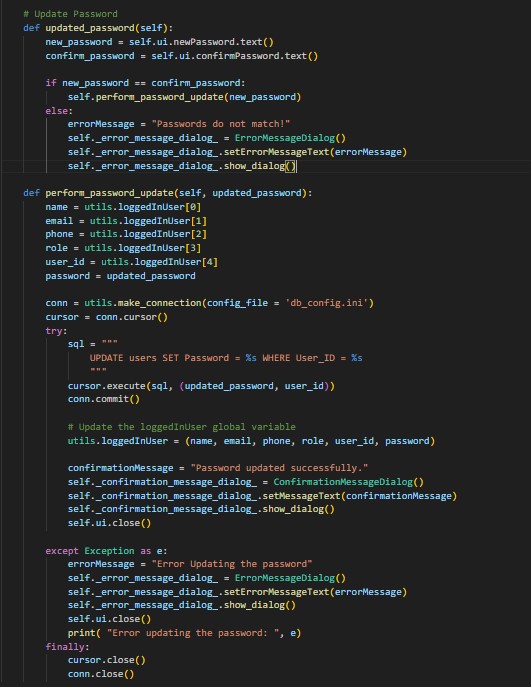 # Update Password
def updated_password(self):
    new_password = self.ui.newPassword.text()
    confirm_password = self.ui.confirmPassword.text()

    if new_password == confirm_password:
        self.perform_password_update(new_password)
    else:
        errorMessage = "Passwords do not match!"
        self._error_message_dialog_ = ErrorMessageDialog()
        self._error_message_dialog_.setErrorMessageText(errorMessage)
        self._error_message_dialog_.show_dialog()

def perform_password_update(self, updated_password):
    name = utils.loggedInUser[0]
    email = utils.loggedInUser[1]
    phone = utils.loggedInUser[2]
    role = utils.loggedInUser[3]
    user_id = utils.loggedInUser[4]
    password = updated_password

    conn = utils.make_connection(config_file = 'db_config.ini')
    cursor = conn.cursor()
    try:
        sql = """
            UPDATE users SET Password = %s WHERE User_ID = %s
            """
        cursor.execute(sql, (updated_password, user_id))
        conn.commit()

        # Update the loggedInUser global variable
        utils.loggedInUser = (name, email, phone, role, user_id, password)

        confirmationMessage = "Password updated successfully."
        self._confirmation_message_dialog_ = ConfirmationMessageDialog()
        self._confirmation_message_dialog_.setMessageText(confirmationMessage)
        self._confirmation_message_dialog_.show_dialog()
        self.ui.close()

    except Exception as e:
        errorMessage = "Error Updating the password"
        self._error_message_dialog_ = ErrorMessageDialog()
        self._error_message_dialog_.setErrorMessageText(errorMessage)
        self._error_message_dialog_.show_dialog()
        self.ui.close()
        print( "Error updating the password: ", e)
    finally:
        cursor.close()
        conn.close()